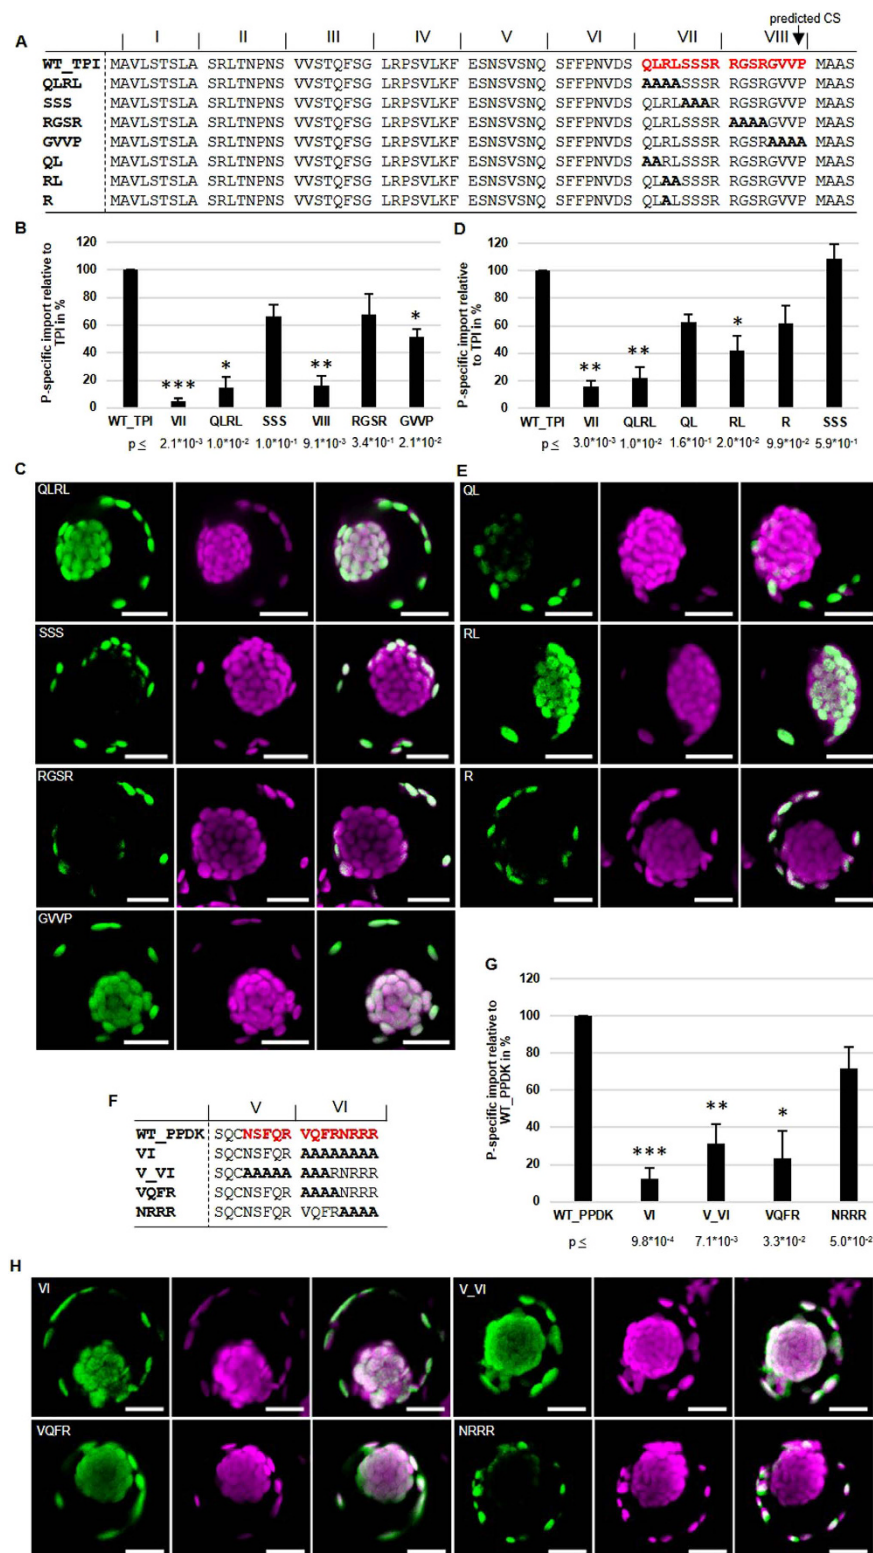 predicted CS
A I II III IV V VI VII VIII
WT_TPI MAVLSTSLA SRLTNPNS VVSTQFSG LRPSVLKF ESNSVSNQ SFFPNVDS QLRLSSSR RGSRGVVP MAAS
QLRL MAVLSTSLA SRLTNPNS VVSTQFSG LRPSVLKF ESNSVSNQ SFFPNVDS AAAASSSR RGSRGVVP MAAS
SSS MAVLSTSLA SRLTNPNS VVSTQFSG LRPSVLKF ESNSVSNQ SFFPNVDS QLRLAAAR RGSRGVVP MAAS
RGSR MAVLSTSLA SRLTNPNS VVSTQFSG LRPSVLKF ESNSVSNQ SFFPNVDS QLRLSSSR AAAAGVVP MAAS
GVVP MAVLSTSLA SRLTNPNS VVSTQFSG LRPSVLKF ESNSVSNQ SFFPNVDS QLRLSSSR RGSRAAAA MAAS
QL MAVLSTSLA SRLTNPNS VVSTQFSG LRPSVLKF ESNSVSNQ SFFPNVDS AARLSSSR RGSRGVVP MAAS
RL MAVLSTSLA SRLTNPNS VVSTQFSG LRPSVLKF ESNSVSNQ SFFPNVDS QLAASSSR RGSRGVVP MAAS
R MAVLSTSLA SRLTNPNS VVSTQFSG LRPSVLKF ESNSVSNQ SFFPNVDS QLALSSSR RGSRGVVP MAAS
B
P-specific import relative to
TPI in %
120
100
80
60
40
20
0
*** * ** *
WT_TPI VII QLRL SSS VIII RGSR GVVP
p ≤ 2.1*10-3 1.0*10-2 1.0*10-1 9.1*10-3 3.4*10-1 2.1*10-2
D
P-specific import relative
to TPI in %
120
100
80
60
40
20
0
** ** *
WT_TPI VII QLRL QL RL R SSS
p ≤ 3.0*10-3 1.0*10-2 1.6*10-1 2.0*10-2 9.9*10-2 5.9*10-1
C
QLRL
SSS
RGSR
GVVP
E
QL
RL
R
F V VI
WT_PPDK SQCNSFQR VQFRNRRR
VI SQCNSFQR AAAAAAAA
V_VI SQCAAAAA AAARNRRR
VQFR SQCNSFQR AAAANRRR
NRRR SQCNSFQR VQFRAAAA
G
P-specific import relative to
WT_PPDK in %
120
100
80
60
40
20
0
*** ** *
WT_PPDK VI V_VI VQFR NRRR
p ≤ 9.8*10-4 7.1*10-3 3.3*10-2 5.0*10-2
H
VI V_VI
VQFR NRRR